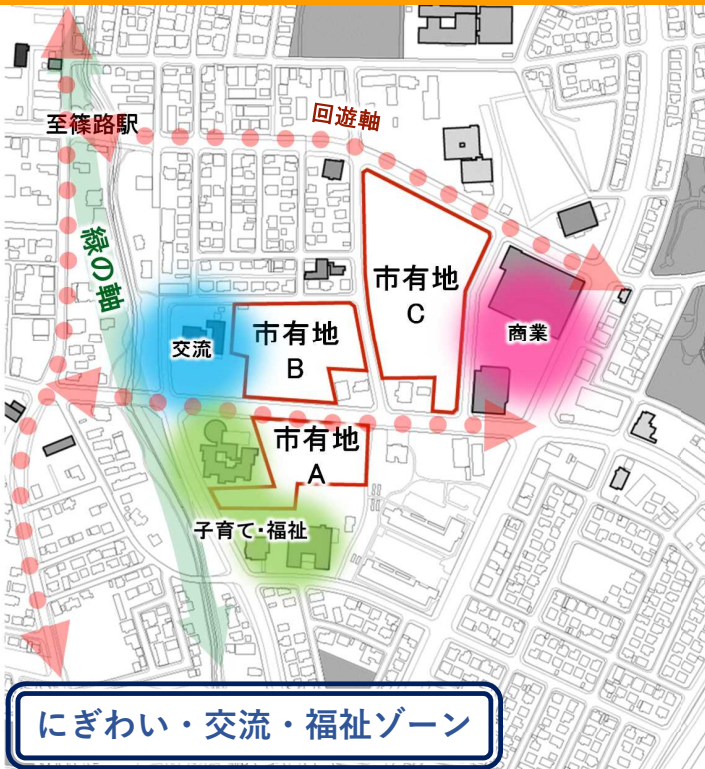 至篠路駅
回遊軸
緑の軸
市有地
C
市有地
B
交流
商業
市有地
A
子育て・福祉
にぎわい・交流・福祉ゾーン